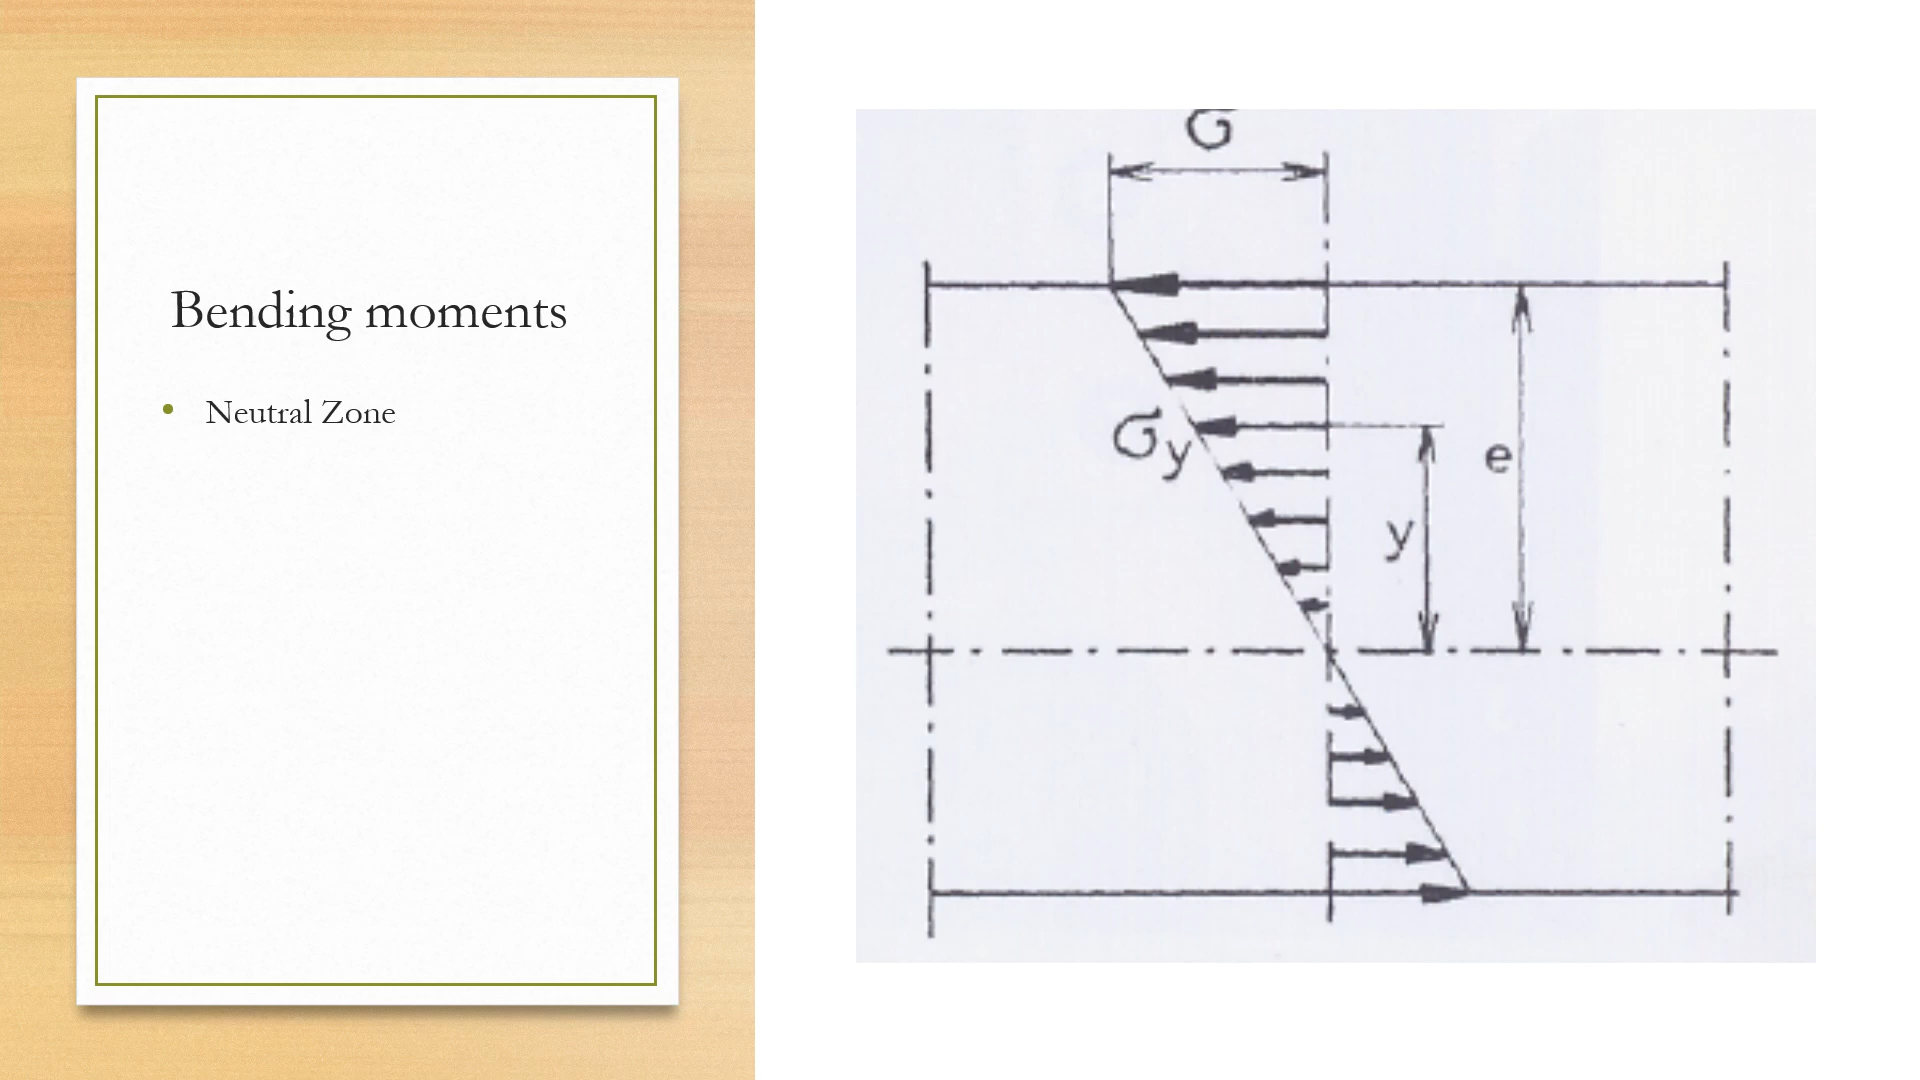 Bending moments
Neutral Zone
σ
σy
e
y